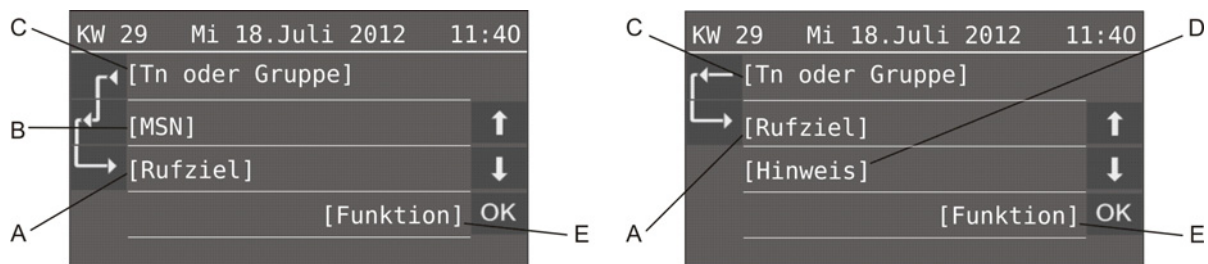 C
KW 29 Mi 18.Juli 2012 11:40
[Tn oder Gruppe]
B
[MSN]
[Rufziel]
A
[Funktion] OK
E
C
D
KW 29 Mi 18.Juli 2012 11:40
[Tn oder Gruppe]
[Rufziel]
[Hinweis]
A
[Funktion] OK
E